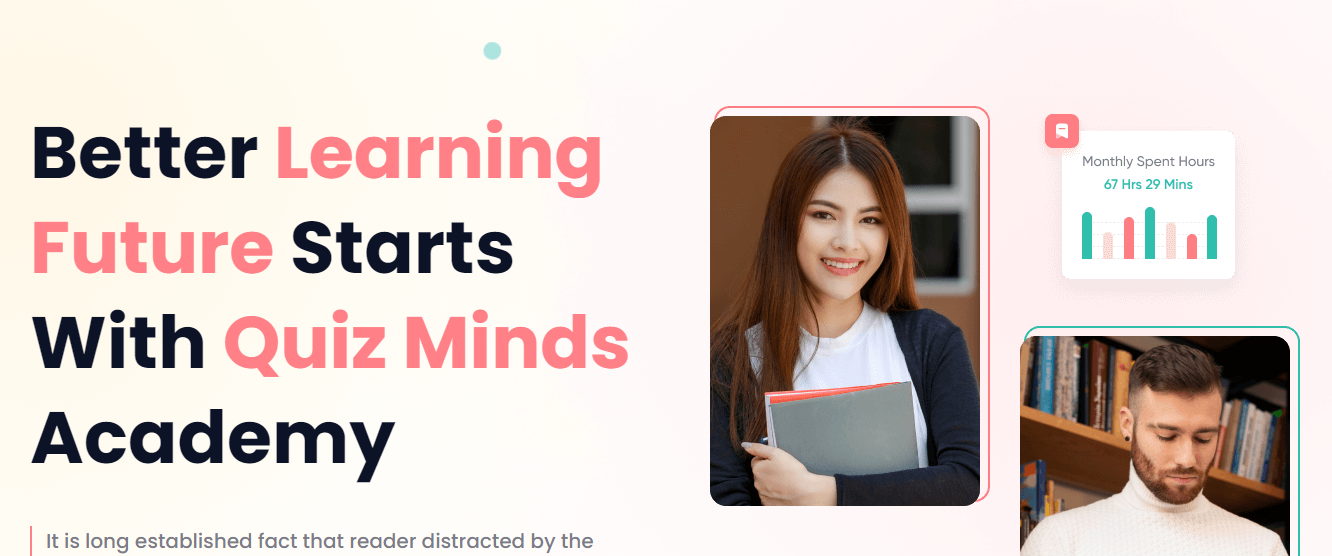 Better Learning
Future Starts
With Quiz Minds
Academy
It is long established fact that reader distracted by the
Monthly Spent Hours
67 Hrs 29 Mins